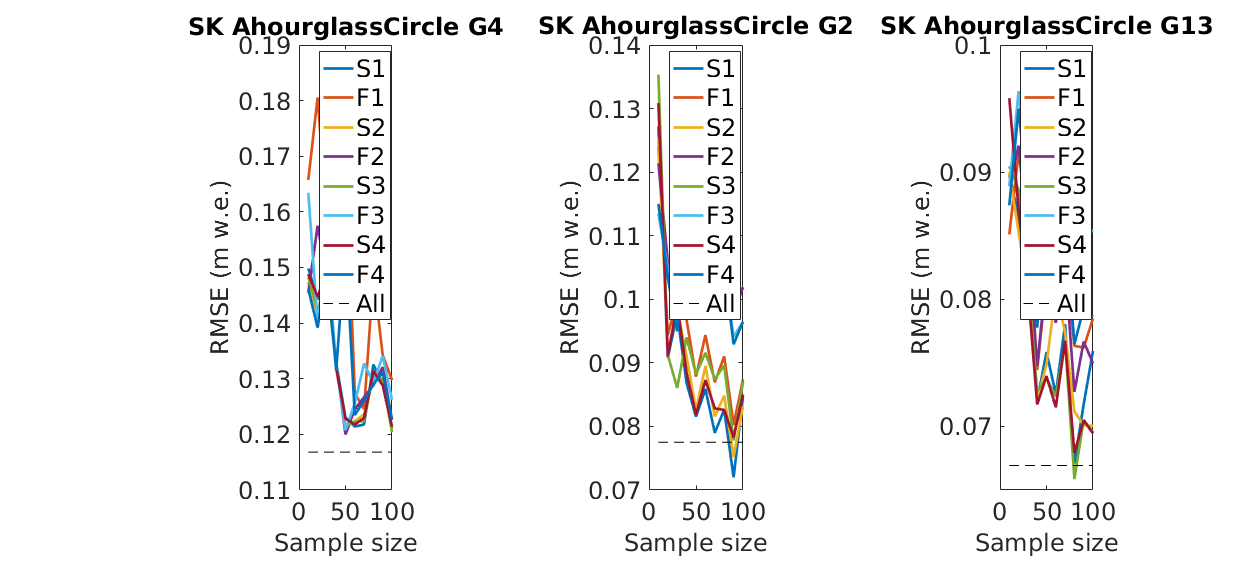 SK AhourglassCircle G4
0.19
0.18
0.17
0.16
0.15
0.14
0.13
0.12
0.11
RMSE (m w.e.)
0 50 100
Sample size
S1
F1
S2
F2
S3
F3
S4
F4
All
SK AhourglassCircle G2
0.14
0.13
0.12
0.11
0.1
0.09
0.08
0.07
RMSE (m w.e.)
0 50 100
Sample size
S1
F1
S2
F2
S3
F3
S4
F4
All
SK AhourglassCircle G13
0.1
0.09
0.08
0.07
RMSE (m w.e.)
0 50 100
Sample size
S1
F1
S2
F2
S3
F3
S4
F4
All